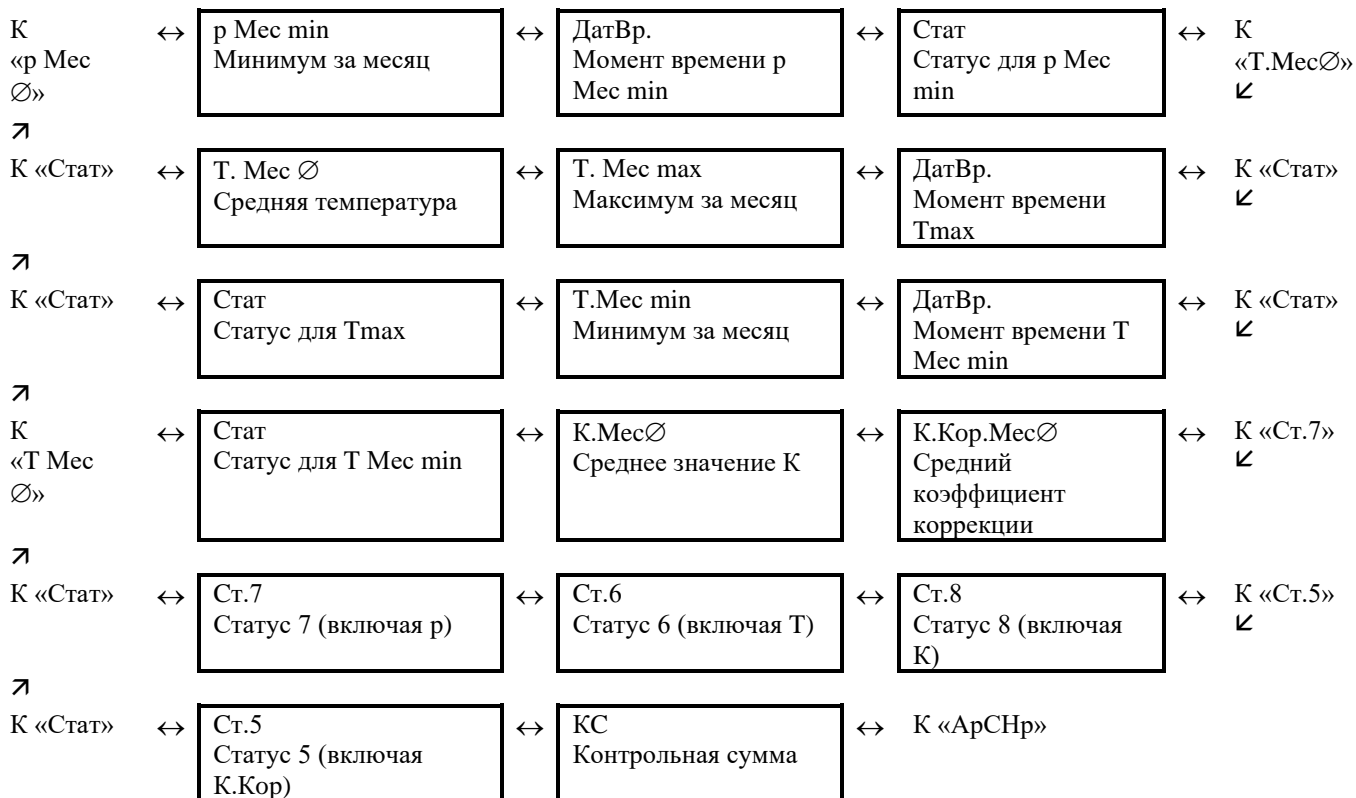 К ↔ р Мес min ↔ ДатВр. ↔ Стат ↔ К
«р Мес Минимум за месяц Момент времени р Статус для р Мес «Т.Мес∅»
∅» Мес min min 🡧
🡥
К «Стат» ↔ Т. Мес ∅ ↔ Т. Мес max ↔ ДатВр. ↔ К «Стат»
Средняя температура Максимум за месяц Момент времени 🡧
Tmax
🡥
К «Стат» ↔ Стат ↔ Т.Мес min ↔ ДатВр. ↔ К «Стат»
Статус для Tmax Минимум за месяц Момент времени Т 🡧
Мес min
🡥
К ↔ Стат ↔ К.Мес∅ ↔ К.Кор.Мес∅ ↔ К «Ст.7»
«Т Мес Статус для Т Мес min Среднее значение К Средний 🡧
∅» коэффициент
коррекции
🡥
К «Стат» ↔ Ст.7 ↔ Ст.6 ↔ Ст.8 ↔ К «Ст.5»
Статус 7 (включая р) Статус 6 (включая Т) Статус 8 (включая 🡧
К)
🡥
К «Стат» ↔ Ст.5 ↔ КС ↔ К «АрСНр»
Статус 5 (включая Контрольная сумма
К.Кор)